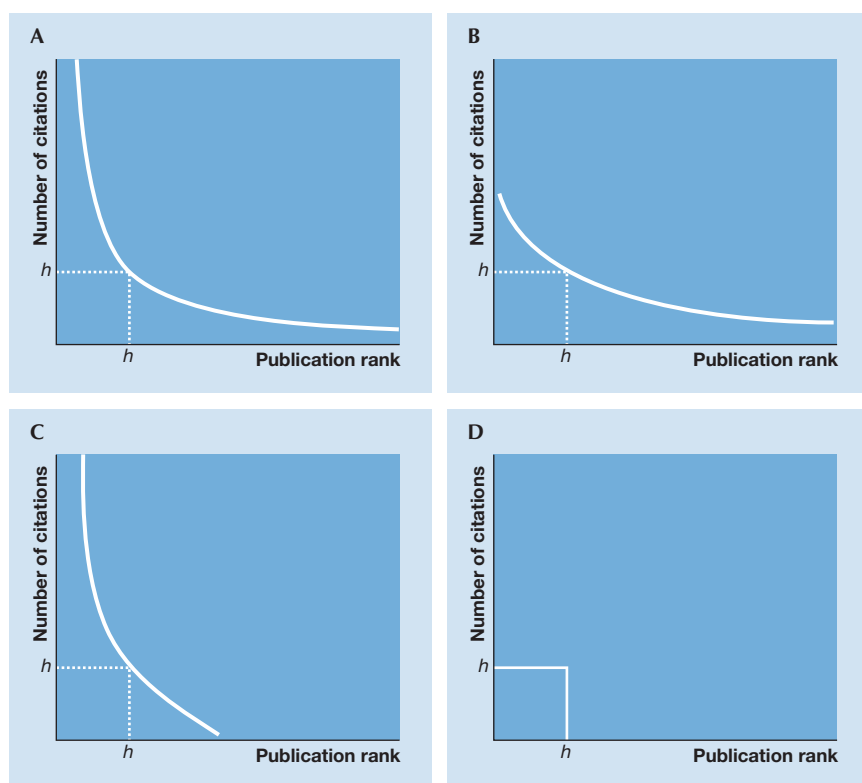 A
Number of citations
h
h
Publication rank
B
Number of citations
h
h
Publication rank
C
Number of citations
h
h
Publication rank
D
Number of citations
h
h
Publication rank